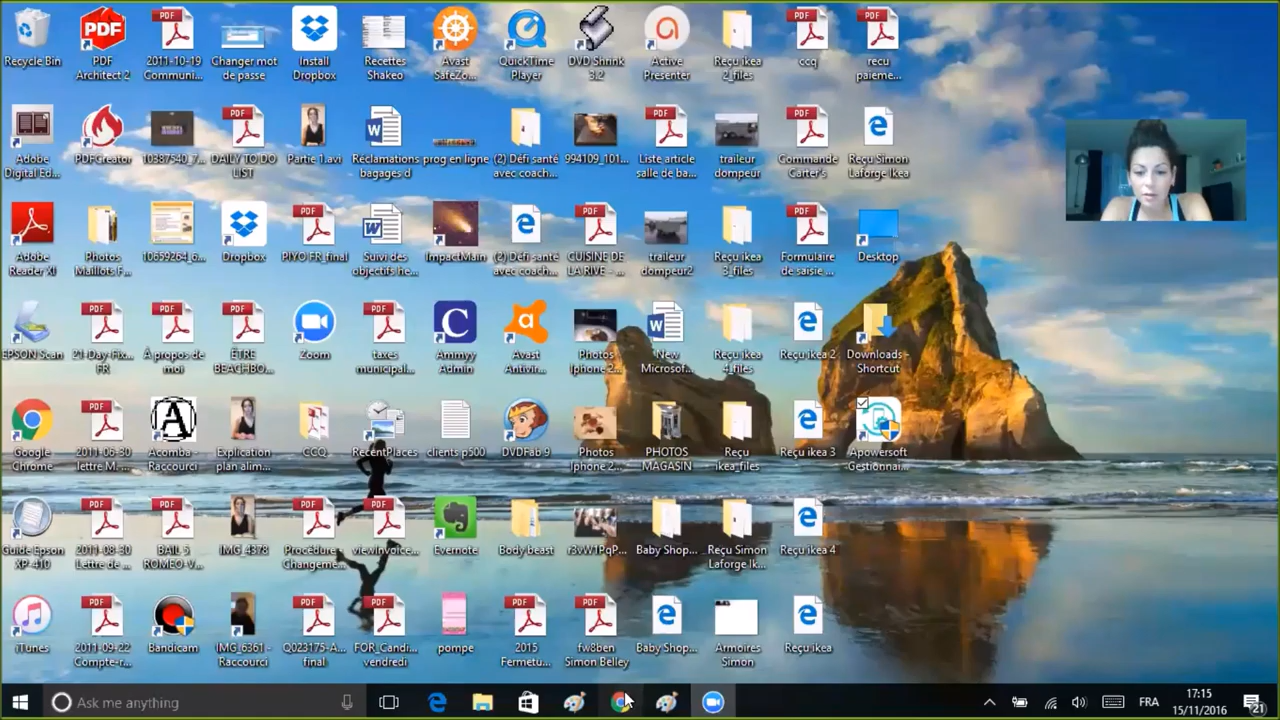 Recycle Bin
PDF
Architect 2
2011-10-19
Communi...
Changer mot
de passe
Install
Dropbox
Recettes
Shakeo
Avast
SafeZo...
QuickTime
Player
DVD Shrink
3.2
Active
Presenter
Reçu ikea
2_files
ccq
recu
paieme...
Adobe
Digital Ed...
PDFCreator
10387540_7...
DAILY TO DO
LIST
Partie 1.avi
Réclamations
bagages d
prog en ligne
(2) Défi santé
avec coach...
994109_101...
Liste article
salle de ba...
traileur
dompeur
Commande
Carter's
Reçu Simon
Laforge Ikea
Adobe
Reader XI
Photos
Maillots F...
10659264_6...
Dropbox
PIYO FR_final
Suivi des
objectifs he...
ImpactMain
(2) Défi santé
avec coach...
CUISINE DE
LA RIVE - ...
traileur
dompeur2
Reçu ikea
3_files
Formulaire
de saisie ...
Desktop
EPSON Scan
21-Day-Fix...
FR
À propos de
moi
ÊTRE
BEACHBO...
Zoom
taxes
municipal...
Ammyy
Admin
Avast
Antivir...
Photos
Iphone 2...
New
Microsof...
Reçu ikea
4_files
Reçu ikea 2
Downloads -
Shortcut
Google
Chrome
2011-06-30
lettre M. ...
Acomba -
Raccourci
Explication
plan alim...
CCQ
RecentPlaces
clients p500
DVDFab 9
Photos
Iphone 2...
PHOTOS
MAGASIN
Reçu
ikea_files
Reçu ikea 3
Apowersoft
Gestionnai...
Guide Epson
XP-410
2011-08-30
Lettre de ...
BAIL 5
ROMEO-V...
IMG_4378
Procédure -
Changeme...
viewinvoice...
Evernote
Body beast
r3vW1PqP...
Baby Shop...
Reçu Simon
Laforge Ik...
Reçu ikea 4
iTunes
2011-09-22
Compte-r...
Bandicam
IMG_6361 -
Raccourci
Q023175-A...
final
FOR_Candi...
vendredi
pompe
2015
Fermetu...
fw8ben
Simon Belley
Baby Shop...
Armoires
Simon
Reçu ikea
Ask me anything
FRA
17:15
15/11/2016
21